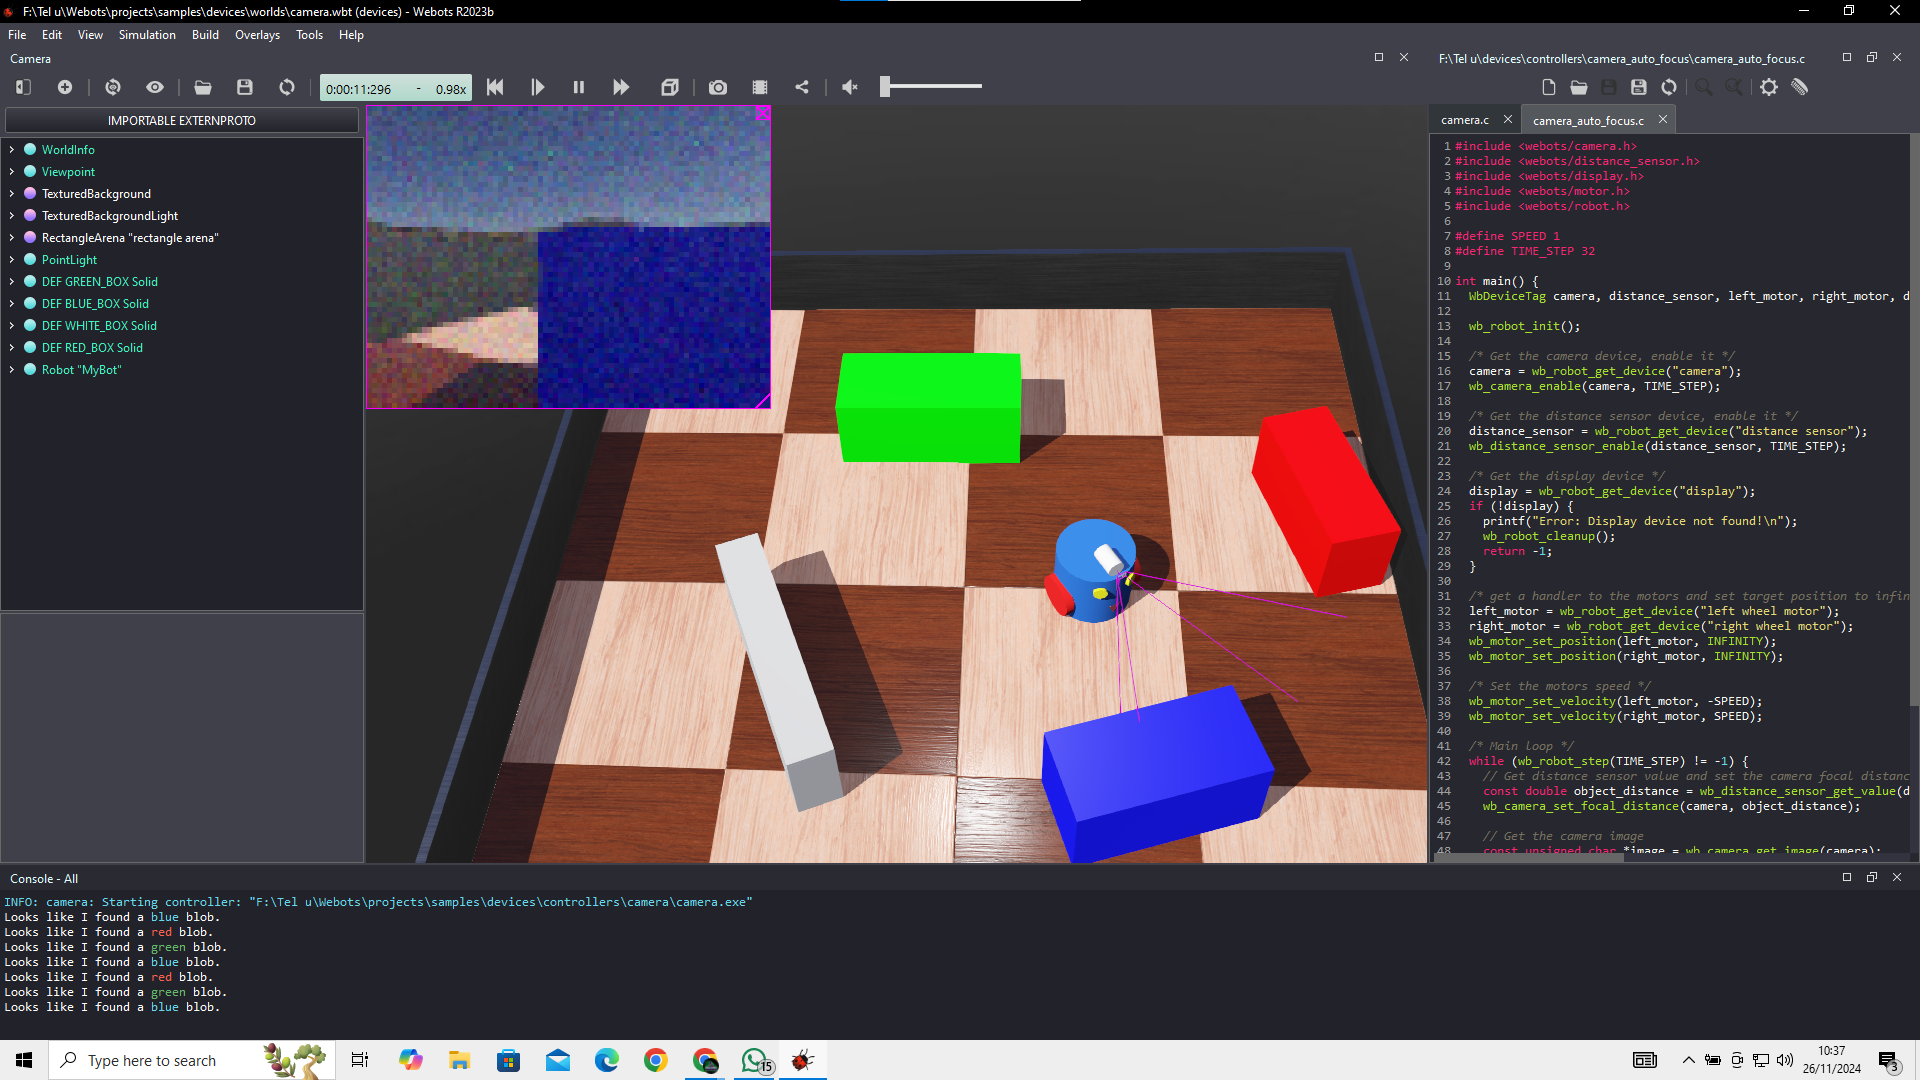 F:\Tel u\Webots\projects\samples\devices\worlds\camera.wbt (devices) - Webots R2023b
File Edit View Simulation Build Overlays Tools Help
Camera
F:\Tel u\devices\controllers\camera_auto_focus\camera_auto_focus.c
0:00:11:296 - 0.98x
IMPORTABLE EXTERNPROTO
WorldInfo
Viewpoint
TexturedBackground
TexturedBackgroundLight
RectangleArena "rectangle arena"
PointLight
DEF GREEN_BOX Solid
DEF BLUE_BOX Solid
DEF WHITE_BOX Solid
DEF RED_BOX Solid
Robot "MyBot"
camera.c camera_auto_focus.c
1 #include <webots/camera.h>
2 #include <webots/distance_sensor.h>
3 #include <webots/display.h>
4 #include <webots/motor.h>
5 #include <webots/robot.h>
6
7 #define SPEED 1
8 #define TIME_STEP 32
9
10 int main() {
11 WbDeviceTag camera, distance_sensor, left_motor, right_motor, d
12
13 wb_robot_init();
14
15 /* Get the camera device, enable it */
16 camera = wb_robot_get_device("camera");
17 wb_camera_enable(camera, TIME_STEP);
18
19 /* Get the distance sensor device, enable it */
20 distance_sensor = wb_robot_get_device("distance sensor");
21 wb_distance_sensor_enable(distance_sensor, TIME_STEP);
22
23 /* Get the display device */
24 display = wb_robot_get_device("display");
25 if (!display) {
26 printf("Error: Display device not found!\n");
27 wb_robot_cleanup();
28 return -1;
29 }
30
31 /* get a handler to the motors and set target position to infin
32 left_motor = wb_robot_get_device("left wheel motor");
33 right_motor = wb_robot_get_device("right wheel motor");
34 wb_motor_set_position(left_motor, INFINITY);
35 wb_motor_set_position(right_motor, INFINITY);
36
37 /* Set the motors speed */
38 wb_motor_set_velocity(left_motor, -SPEED);
39 wb_motor_set_velocity(right_motor, SPEED);
40
41 /* Main loop */
42 while (wb_robot_step(TIME_STEP) != -1) {
43 // Get distance sensor value and set the camera focal distanc
44 const double object_distance = wb_distance_sensor_get_value(d
45 wb_camera_set_focal_distance(camera, object_distance);
46
47 // Get the camera image
48 const unsigned char *image = wb_camera_get_image(camera);
Console - All
INFO: camera: Starting controller: "F:\Tel u\Webots\projects\samples\devices\controllers\camera\camera.exe"
Looks like I found a blue blob.
Looks like I found a red blob.
Looks like I found a green blob.
Looks like I found a blue blob.
Looks like I found a red blob.
Looks like I found a green blob.
Looks like I found a blue blob.
Type here to search
15
10:37
26/11/2024
3